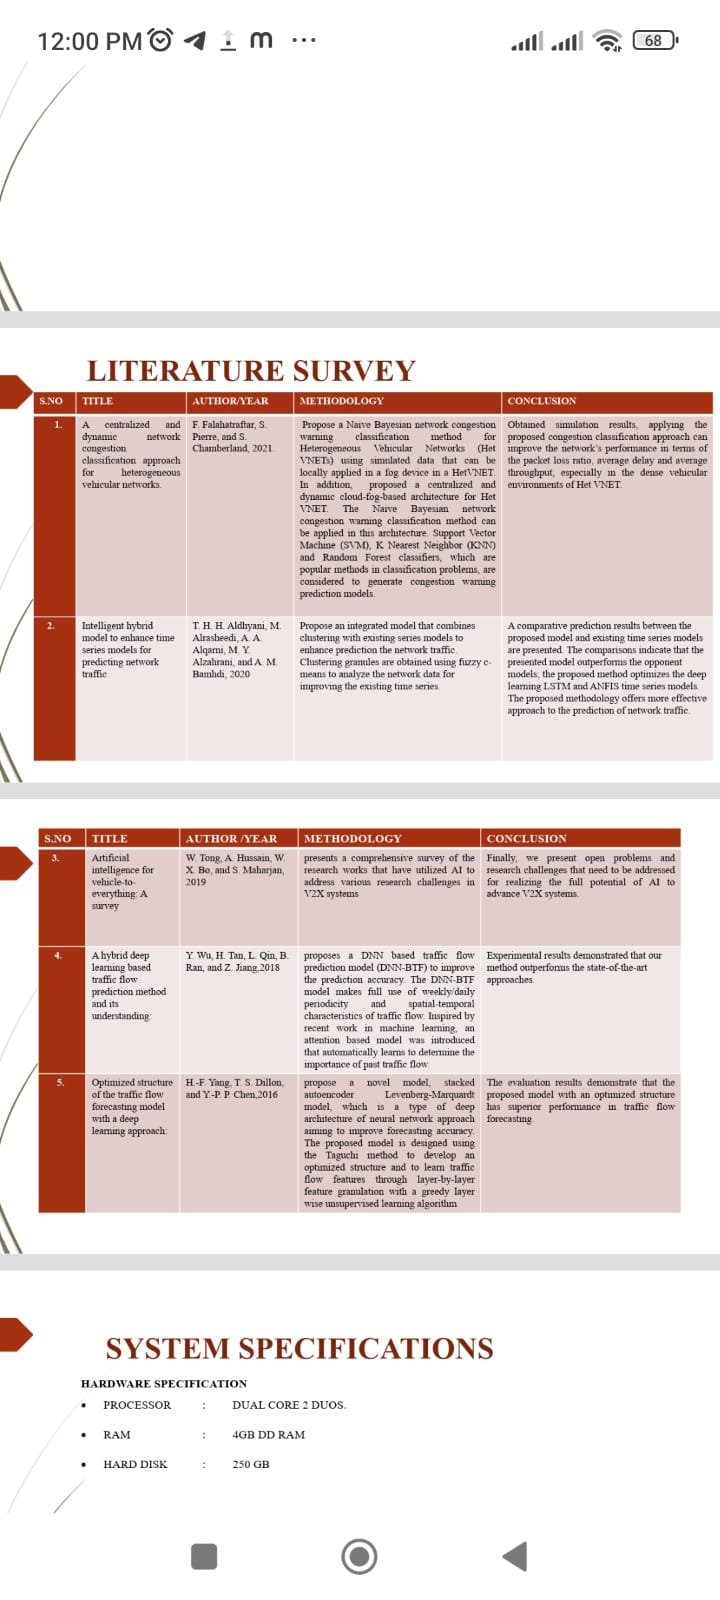 12:00 PM
68
LITERATURE SURVEY
S.NO TITLE AUTHOR/YEAR METHODOLOGY CONCLUSION
1.
A centralized and
dynamic network
congestion
classification approach
for heterogeneous
vehicular networks.
F. Falahatraftar, S.
Pierre, and S.
Chamberland, 2021.
Propose a Naive Bayesian network congestion
warning classification method for
Heterogeneous Vehicular Networks (Het
VNETs) using simulated data that can be
locally applied in a fog device in a HetVNET.
In addition, proposed a centralized and
dynamic cloud-fog-based architecture for Het
VNET. The Naive Bayesian network
congestion warning classification method can
be applied in this architecture. Support Vector
Machine (SVM), K Nearest Neighbor (KNN)
and Random Forest classifiers, which are
popular methods in classification problems, are
considered to generate congestion warning
prediction models.
Obtained simulation results, applying the
proposed congestion classification approach can
improve the network's performance in terms of
the packet loss ratio, average delay and average
throughput, especially in the dense vehicular
environments of Het VNET.
2.
Intelligent hybrid
model to enhance time
series models for
predicting network
traffic
T. H. H. Aldhyani, M.
Alrasheedi, A. A.
Alqarni, M. Y.
Alzahrani, and A. M.
Bamhdi, 2020
Propose an integrated model that combines
clustering with existing series models to
enhance prediction the network traffic.
Clustering granules are obtained using fuzzy c-
means to analyze the network data for
improving the existing time series.
A comparative prediction results between the
proposed model and existing time series models
are presented. The comparisons indicate that the
presented model outperforms the opponent
models; the proposed method optimizes the deep
learning LSTM and ANFIS time series models.
The proposed methodology offers more effective
approach to the prediction of network traffic.
S.NO TITLE AUTHOR /YEAR METHODOLOGY CONCLUSION
3.
Artificial
intelligence for
vehicle-to-
everything: A
survey
W. Tong, A. Hussain, W.
X. Bo, and S. Maharjan,
2019
presents a comprehensive survey of the
research works that have utilized AI to
address various research challenges in
V2X systems
Finally, we present open problems and
research challenges that need to be addressed
for realizing the full potential of AI to
advance V2X systems.
4.
A hybrid deep
learning based
traffic flow
prediction method
and its
understanding:
Y. Wu, H. Tan, L. Qin, B.
Ran, and Z. Jiang,2018
proposes a DNN based traffic flow
prediction model (DNN-BTF) to improve
the prediction accuracy. The DNN-BTF
model makes full use of weekly/daily
periodicity and spatial-temporal
characteristics of traffic flow. Inspired by
recent work in machine learning, an
attention based model was introduced
that automatically learns to determine the
importance of past traffic flow.
Experimental results demonstrated that our
method outperforms the state-of-the-art
approaches.
5.
Optimized structure
of the traffic flow
forecasting model
with a deep
learning approach:
H.-F. Yang, T. S. Dillon,
and Y.-P. P. Chen,2016
propose a novel model, stacked
autoencoder Levenberg-Marquardt
model, which is a type of deep
architecture of neural network approach
aiming to improve forecasting accuracy.
The proposed model is designed using
the Taguchi method to develop an
optimized structure and to learn traffic
flow features through layer-by-layer
feature granulation with a greedy layer
wise unsupervised learning algorithm
The evaluation results demonstrate that the
proposed model with an optimized structure
has superior performance in traffic flow
forecasting.
SYSTEM SPECIFICATIONS
HARDWARE SPECIFICATION
• PROCESSOR : DUAL CORE 2 DUOS.
• RAM : 4GB DD RAM
• HARD DISK : 250 GB